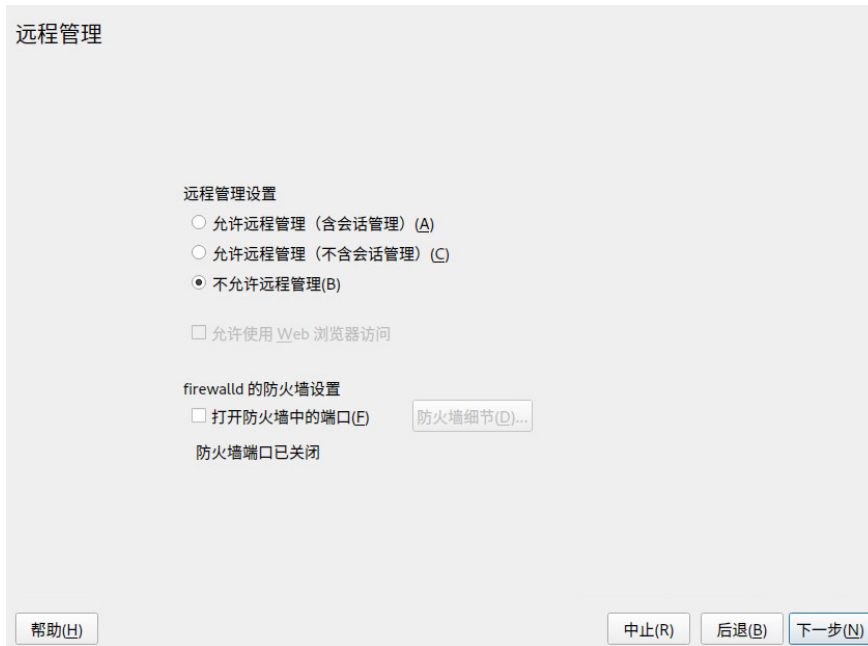 远程管理
远程管理设置
允许远程管理（含会话管理）(A)
允许远程管理（不含会话管理）(C)
不允许远程管理(B)
允许使用 Web 浏览器访问
firewalld 的防火墙设置
打开防火墙中的端口(F) 防火墙细节(D)...
防火墙端口已关闭
帮助(H) 中止(R) 后退(B) 下一步(N)